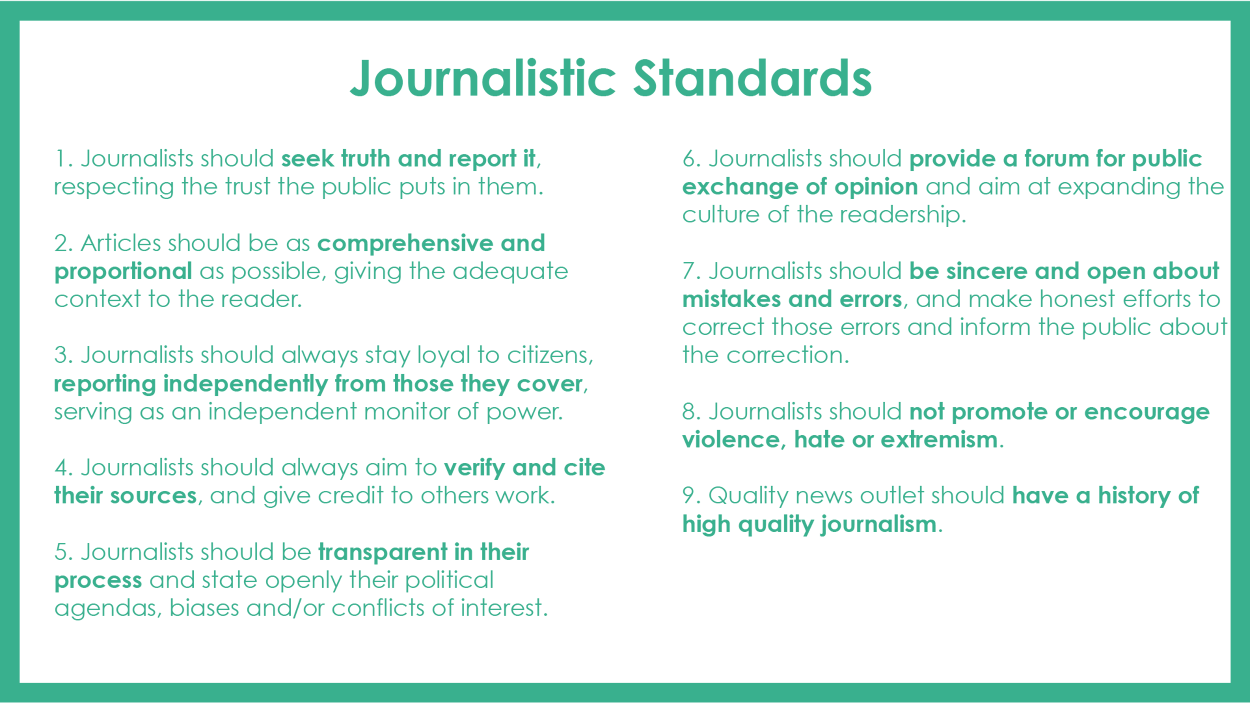 Journalistic Standards
1. Journalists should seek truth and report it,
respecting the trust the public puts in them.
2. Articles should be as comprehensive and
proportional as possible, giving the adequate
context to the reader.
3. Journalists should always stay loyal to citizens,
reporting independently from those they cover,
serving as an independent monitor of power.
4. Journalists should always aim to verify and cite
their sources, and give credit to others work.
5. Journalists should be transparent in their
process and state openly their political
agendas, biases and/or conflicts of interest.
6. Journalists should provide a forum for public
exchange of opinion and aim at expanding the
culture of the readership.
7. Journalists should be sincere and open about
mistakes and errors, and make honest efforts to
correct those errors and inform the public about
the correction.
8. Journalists should not promote or encourage
violence, hate or extremism.
9. Quality news outlet should have a history of
high quality journalism.